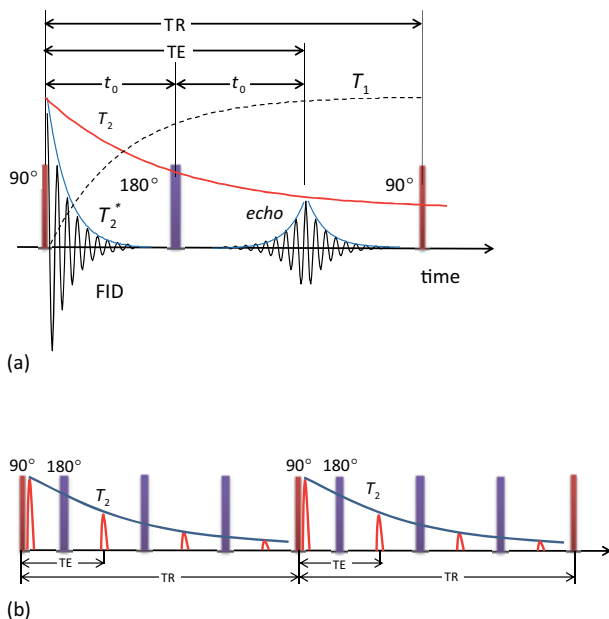 TR
TE
t₀ t₀
T₁
T₂
90° 180° 90°
T₂* echo
FID time
(a)
90° 180° 90° 180°
T₂ T₂
TE TE
TR TR
(b)